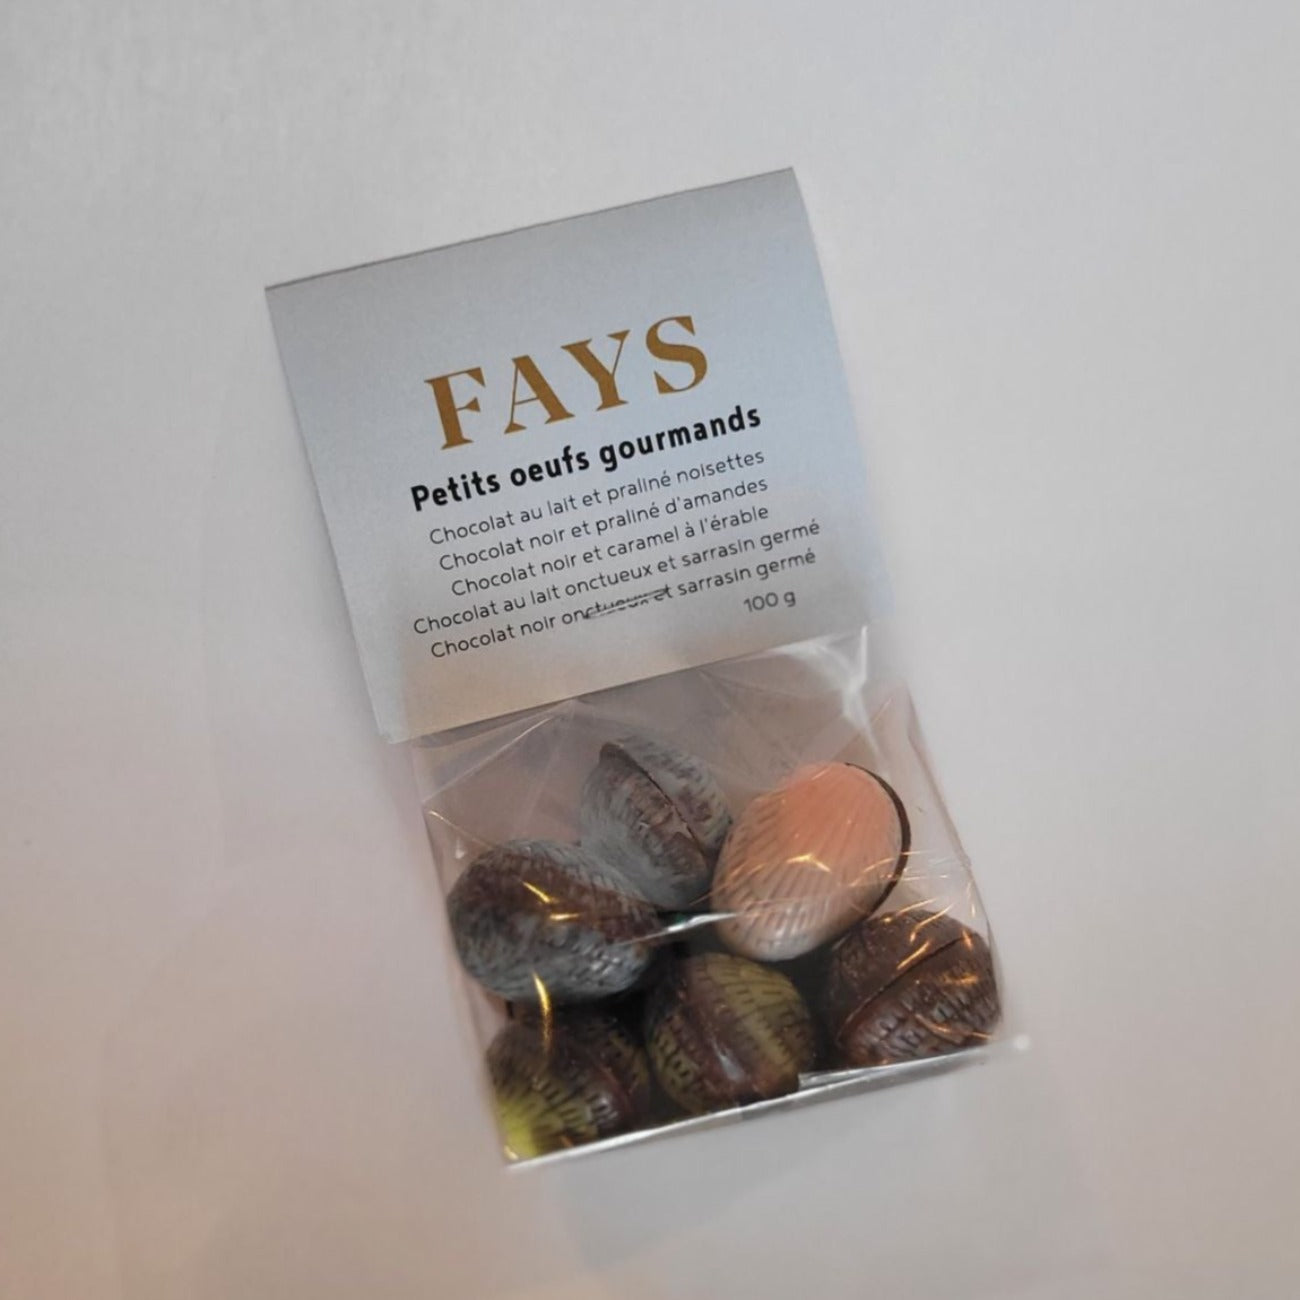 FAYS
Petits oeufs gourmands
Chocolat au lait et praliné noisettes
Chocolat noir et praliné d'amandes
Chocolat noir et caramel à l'érable
Chocolat au lait onctueux et sarrasin germé
Chocolat noir onctueux et sarrasin germé
100 g